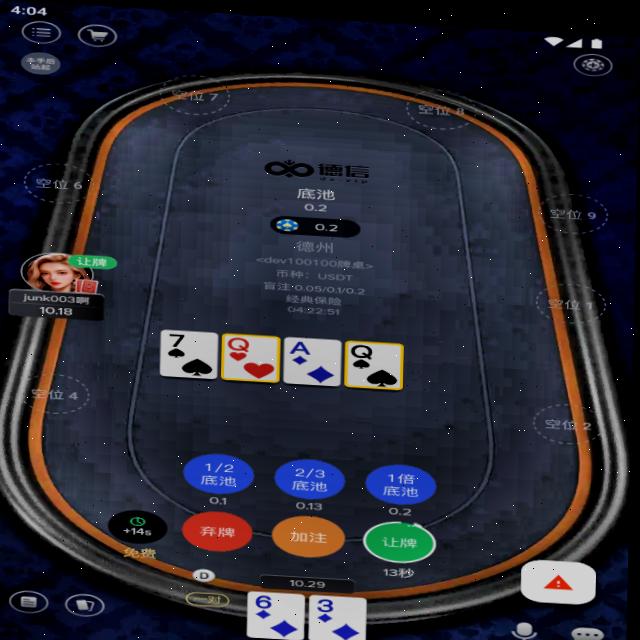 4:04
空位 7
空位 8
德信
底池
0.2
0.2
空位 6
空位 9
德州
<dev100100牌桌>
币种: USDT
盲注:0.05/0.1/0.2
经典保险
04:22:51
让牌
junk003啊
10.18
空位 1
7
Q
A
Q
空位 4
空位 2
1/2
底池
2/3
底池
1倍
底池
0.1
0.13
0.2
+14s
免费
弃牌
加注
让牌
13秒
D
10.29
一对
6
3